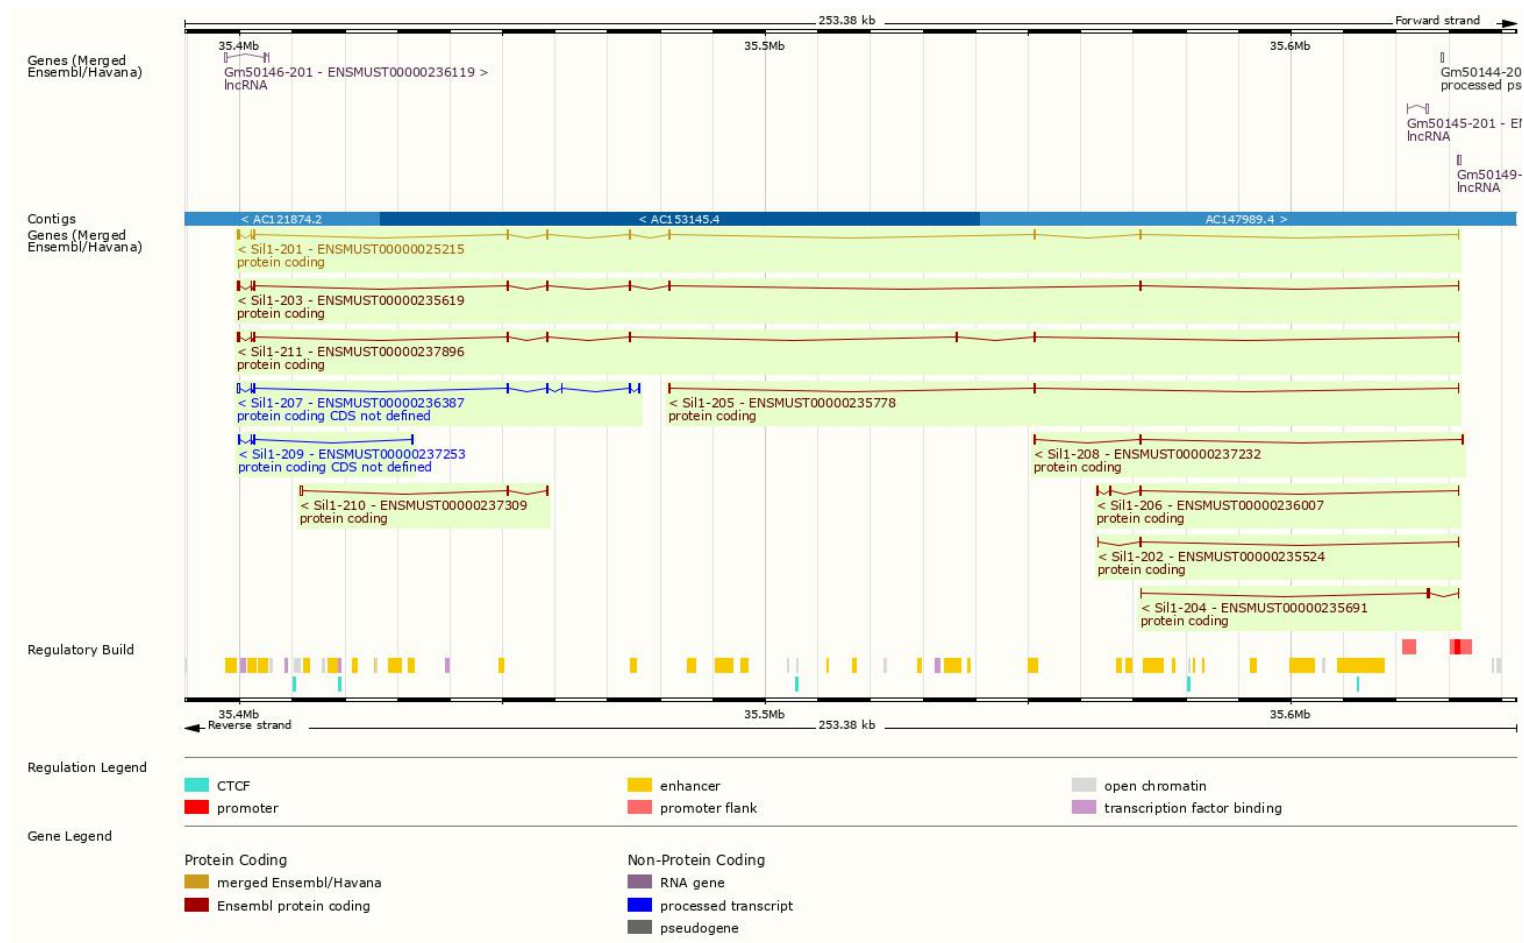 253.38 kb
Forward strand
35.4Mb 35.5Mb 35.6Mb
Genes (Merged
Ensembl/Havana)
Gm50146-201 - ENSMUST00000236119 >
lncRNA
Gm50144-20
processed ps
Gm50145-201 - EN
lncRNA
Gm50149-
lncRNA
Contigs
< AC121874.2
< AC153145.4
AC147989.4 >
Genes (Merged
Ensembl/Havana)
< Sil1-201 - ENSMUST00000025215
protein coding
< Sil1-203 - ENSMUST00000235619
protein coding
< Sil1-211 - ENSMUST00000237896
protein coding
< Sil1-207 - ENSMUST00000236387
protein coding CDS not defined
< Sil1-205 - ENSMUST00000235778
protein coding
< Sil1-209 - ENSMUST00000237253
protein coding CDS not defined
< Sil1-208 - ENSMUST00000237232
protein coding
< Sil1-210 - ENSMUST00000237309
protein coding
< Sil1-206 - ENSMUST00000236007
protein coding
< Sil1-202 - ENSMUST00000235524
protein coding
< Sil1-204 - ENSMUST00000235691
protein coding
Regulatory Build
35.4Mb 35.5Mb 35.6Mb
Reverse strand
253.38 kb
Regulation Legend
CTCF
enhancer
open chromatin
promoter
promoter flank
transcription factor binding
Gene Legend
Protein Coding
Non-Protein Coding
merged Ensembl/Havana
RNA gene
Ensembl protein coding
processed transcript
pseudogene